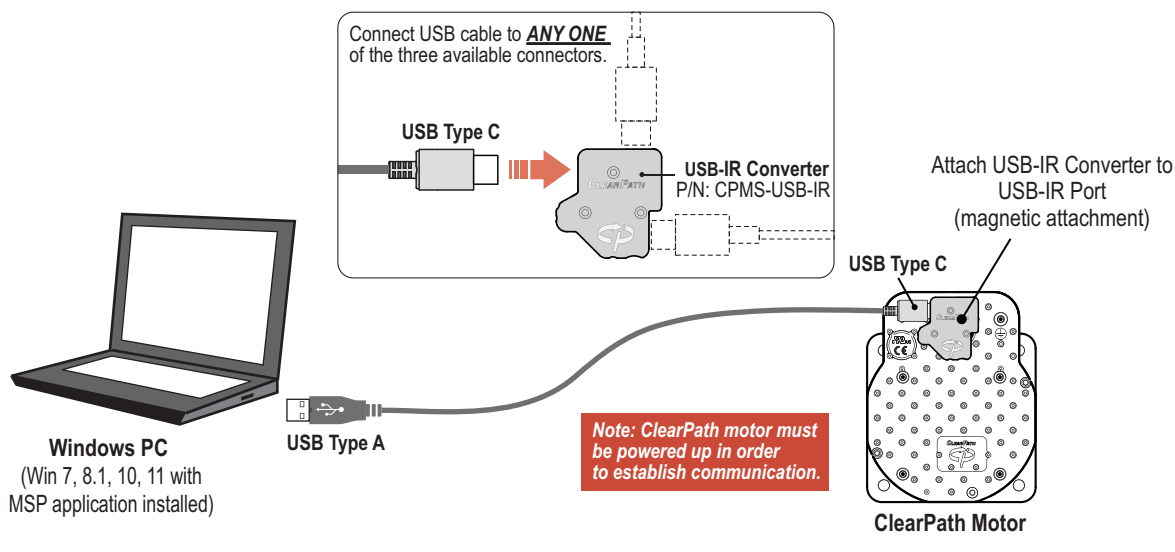 Connect USB cable to ANY ONE
of the three available connectors.
USB Type C
USB-IR Converter
P/N: CPMS-USB-IR
CLEARPATH
Attach USB-IR Converter to
USB-IR Port
(magnetic attachment)
USB Type C
USB Type A
Windows PC
(Win 7, 8.1, 10, 11 with
MSP application installed)
Note: ClearPath motor must
be powered up in order
to establish communication.
CE
CLEARPATH
ClearPath Motor